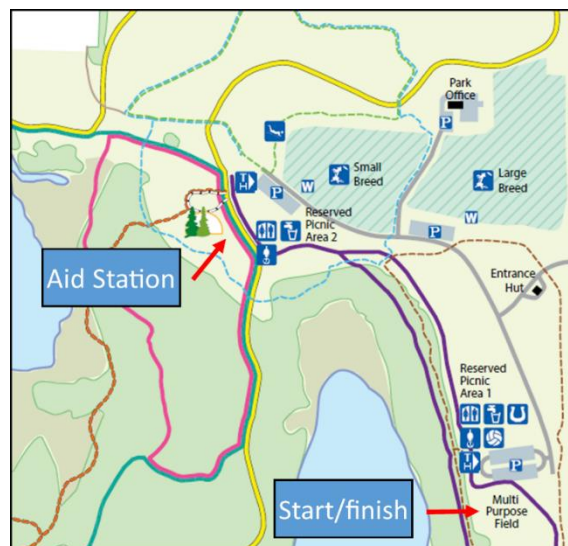 Park
Office
P
Small
Breed
Large
Breed
T
H
P
W
W
Reserved
Picnic
Area 2
P
Aid Station
Entrance
Hut
Reserved
Picnic
Area 1
T
H
P
Start/finish
Multi
Purpose
Field